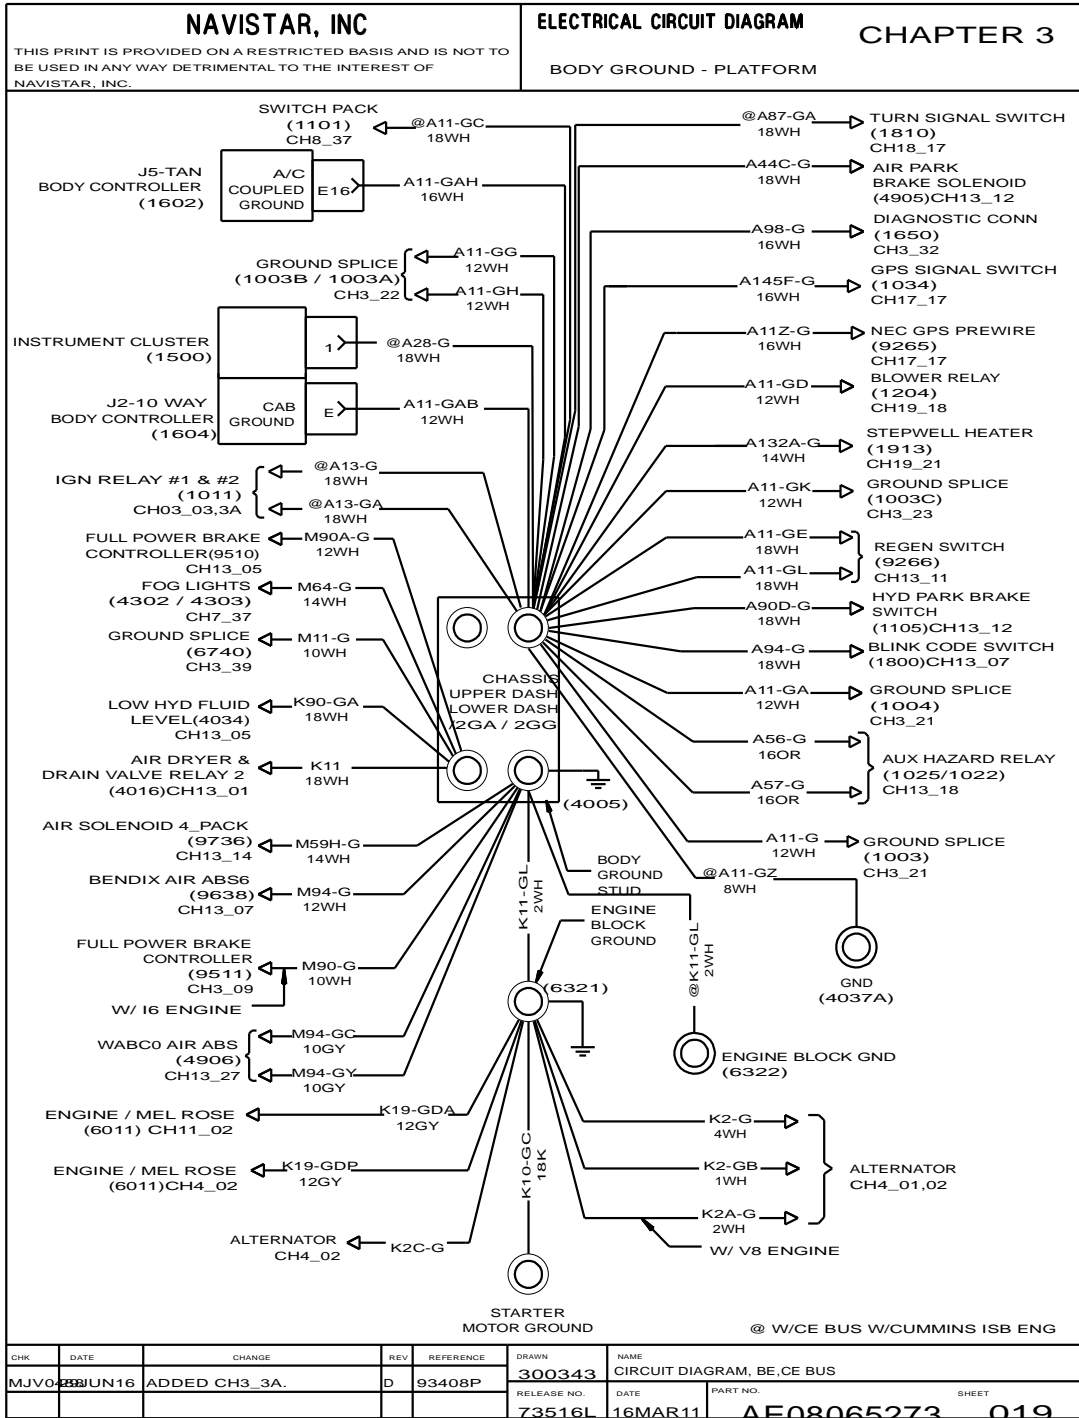 NAVISTAR, INC
THIS PRINT IS PROVIDED ON A RESTRICTED BASIS AND IS NOT TO
BE USED IN ANY WAY DETRIMENTAL TO THE INTEREST OF
NAVISTAR, INC.
ELECTRICAL CIRCUIT DIAGRAM
BODY GROUND - PLATFORM
CHAPTER 3
SWITCH PACK
(1101)
CH8_37
@A11-GC
18WH
J5-TAN
BODY CONTROLLER
(1602)
A/C
COUPLED
GROUND
E16
A11-GAH
16WH
GROUND SPLICE
(1003B / 1003A)
CH3_22
A11-GG
12WH
A11-GH
12WH
INSTRUMENT CLUSTER
(1500)
1
@A28-G
18WH
J2-10 WAY
BODY CONTROLLER
(1604)
CAB
GROUND
E
A11-GAB
12WH
IGN RELAY #1 & #2
(1011)
CH03_03,3A
@A13-G
18WH
@A13-GA
18WH
FULL POWER BRAKE
CONTROLLER(9510)
CH13_05
M90A-G
12WH
FOG LIGHTS
(4302 / 4303)
CH7_37
M64-G
14WH
GROUND SPLICE
(6740)
CH3_39
M11-G
10WH
LOW HYD FLUID
LEVEL(4034)
CH13_05
K90-GA
18WH
AIR DRYER &
DRAIN VALVE RELAY 2
(4016)CH13_01
K11
18WH
AIR SOLENOID 4_PACK
(9736)
CH13_14
M59H-G
14WH
BENDIX AIR ABS6
(9638)
CH13_07
M94-G
12WH
FULL POWER BRAKE
CONTROLLER
(9511)
CH3_09
M90-G
10WH
W/ I6 ENGINE
WABC0 AIR ABS
(4906)
CH13_27
M94-GC
10GY
M94-GY
10GY
ENGINE / MEL ROSE
(6011) CH11_02
K19-GDA
12GY
ENGINE / MEL ROSE
(6011)CH4_02
K19-GDP
12GY
ALTERNATOR
CH4_02
K2C-G
@A87-GA
18WH
TURN SIGNAL SWITCH
(1810)
CH18_17
A44C-G
18WH
AIR PARK
BRAKE SOLENOID
(4905)CH13_12
A98-G
16WH
DIAGNOSTIC CONN
(1650)
CH3_32
A145F-G
16WH
GPS SIGNAL SWITCH
(1034)
CH17_17
A11Z-G
16WH
NEC GPS PREWIRE
(9265)
CH17_17
A11-GD
12WH
BLOWER RELAY
(1204)
CH19_18
A132A-G
14WH
STEPWELL HEATER
(1913)
CH19_21
A11-GK
12WH
GROUND SPLICE
(1003C)
CH3_23
A11-GE
18WH
A11-GL
18WH
REGEN SWITCH
(9266)
CH13_11
A90D-G
18WH
HYD PARK BRAKE
SWITCH
(1105)CH13_12
A94-G
18WH
BLINK CODE SWITCH
(1800)CH13_07
A11-GA
12WH
GROUND SPLICE
(1004)
CH3_21
A56-G
16OR
A57-G
16OR
AUX HAZARD RELAY
(1025/1022)
CH13_18
A11-G
12WH
GROUND SPLICE
(1003)
CH3_21
@A11-GZ
8WH
GND
(4037A)
CHASSIS
UPPER DASH
LOWER DASH
/2GA / 2GG
(4005)
BODY
GROUND
STUD
K11-GL
2WH
ENGINE
BLOCK
GROUND
(6321)
@K11-GL
2WH
ENGINE BLOCK GND
(6322)
K10-GC
18K
K2-G
4WH
K2-GB
1WH
K2A-G
2WH
ALTERNATOR
CH4_01,02
W/ V8 ENGINE
STARTER
MOTOR GROUND
@ W/CE BUS W/CUMMINS ISB ENG
CHK DATE CHANGE REV REFERENCE
JUN16 ADDED CH3_3A. D 93408P
DRAWN
300343
NAME
CIRCUIT DIAGRAM, BE,CE BUS
RELEASE NO.
73516L
DATE
16MAR11
PART NO.
AE08065273
SHEET
019